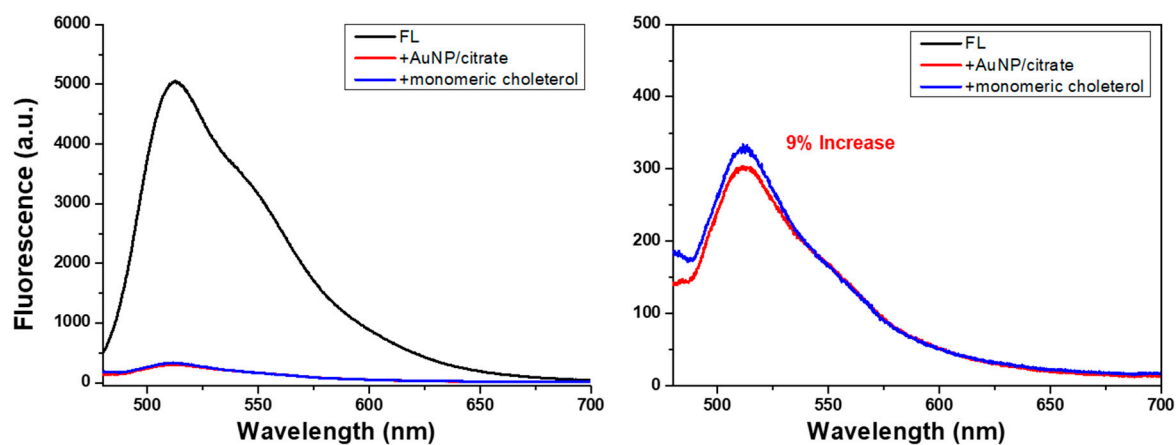 6000
5000
4000
3000
2000
1000
0
Fluorescence (a.u.)
FL
+AuNP/citrate
+monomeric choleterol
500
550
600
650
700
Wavelength (nm)
500
400
300
200
100
0
FL
+AuNP/citrate
+monomeric choleterol
9% Increase
500
550
600
650
700
Wavelength (nm)